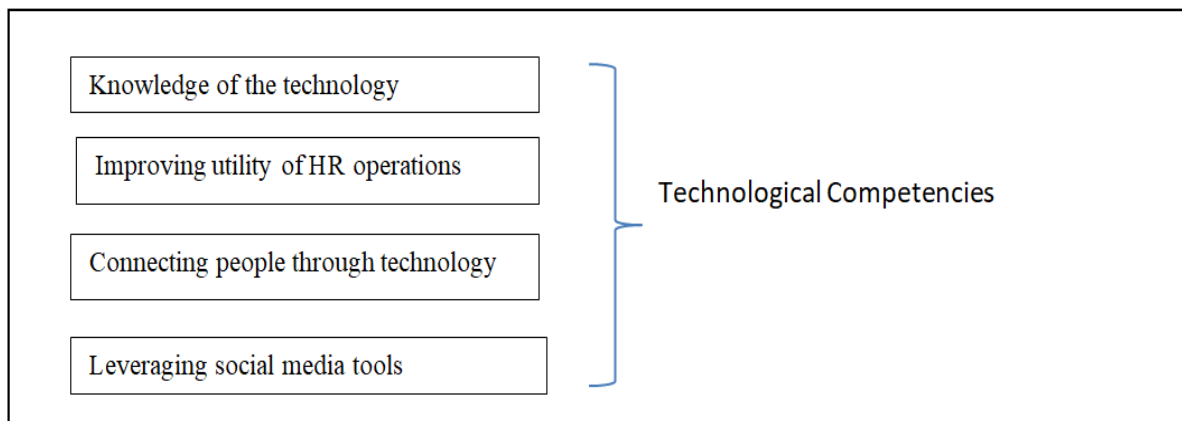 Knowledge of the technology
Improving utility of HR operations
Connecting people through technology
Leveraging social media tools
Technological Competencies